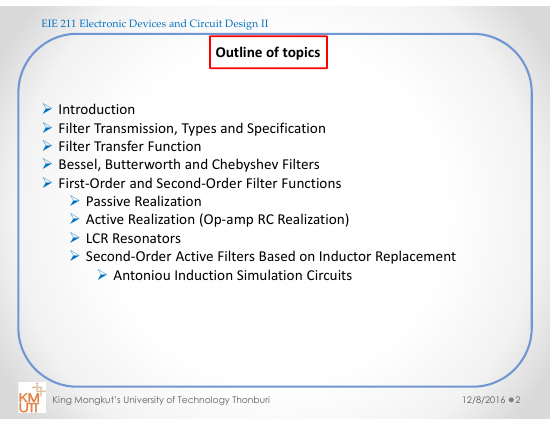 EIE 211 Electronic Devices and Circuit Design II
Outline of topics
Introduction
Filter Transmission, Types and Specification
Filter Transfer Function
Bessel, Butterworth and Chebyshev Filters
First-Order and Second-Order Filter Functions
Passive Realization
Active Realization (Op-amp RC Realization)
LCR Resonators
Second-Order Active Filters Based on Inductor Replacement
Antoniou Induction Simulation Circuits
KMUTT
King Mongkut's University of Technology Thonburi
12/8/2016 ●2